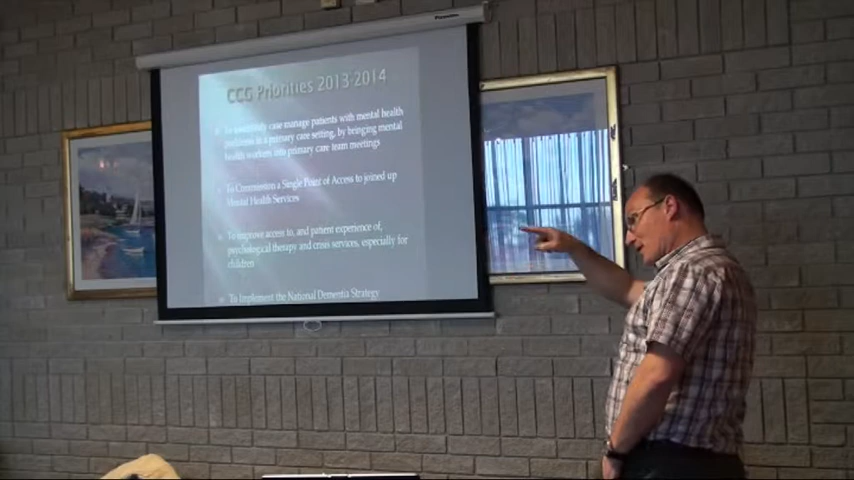 CCG Priorities 2013-2014
To case manage patients with mental health
problems in a primary care setting, by bringing mental
health workers into primary care team meetings
To Commission a Single Point of Access to joined up
Mental Health Services
To improve access to, and patient experience of,
psychological therapy and crisis services, especially for
children
To Implement the National Dementia Strategy